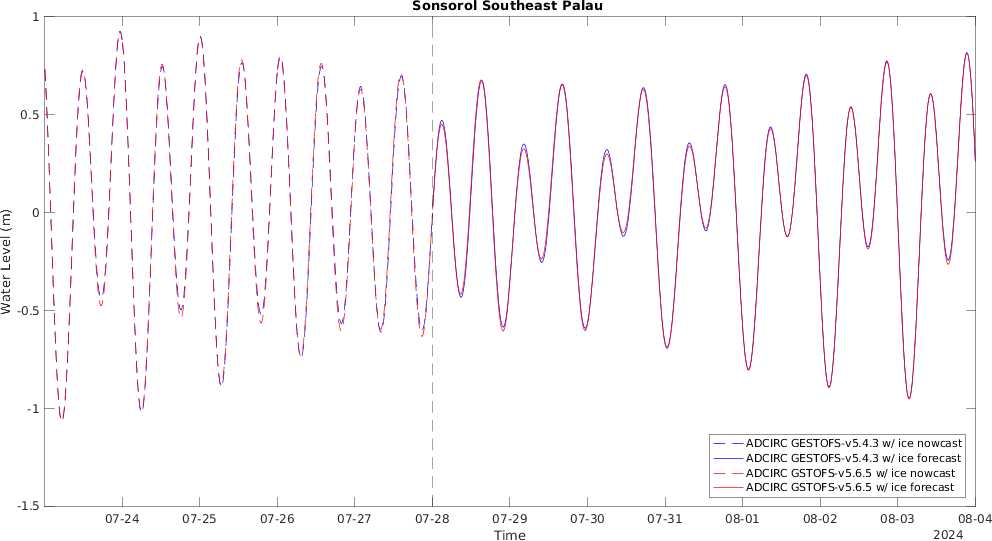 Sonsorol Southeast Palau
1
0.5
0
-0.5
-1
-1.5
Water Level (m)
07-24 07-25 07-26 07-27 07-28 07-29 07-30 07-31 08-01 08-02 08-03 08-04
Time
2024
ADCIRC GESTOFS-v5.4.3 w/ ice nowcast
ADCIRC GESTOFS-v5.4.3 w/ ice forecast
ADCIRC GSTOFS-v5.6.5 w/ ice nowcast
ADCIRC GSTOFS-v5.6.5 w/ ice forecast